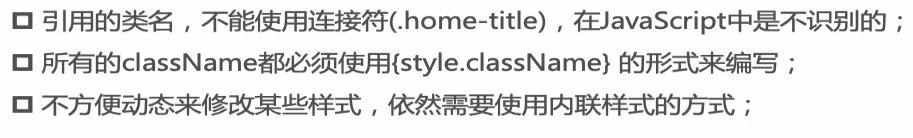 引用的类名，不能使用连接符(.home-title)，在JavaScript中是不识别的；
所有的className都必须使用{style.className} 的形式来编写；
不方便动态来修改某些样式，依然需要使用内联样式的方式；